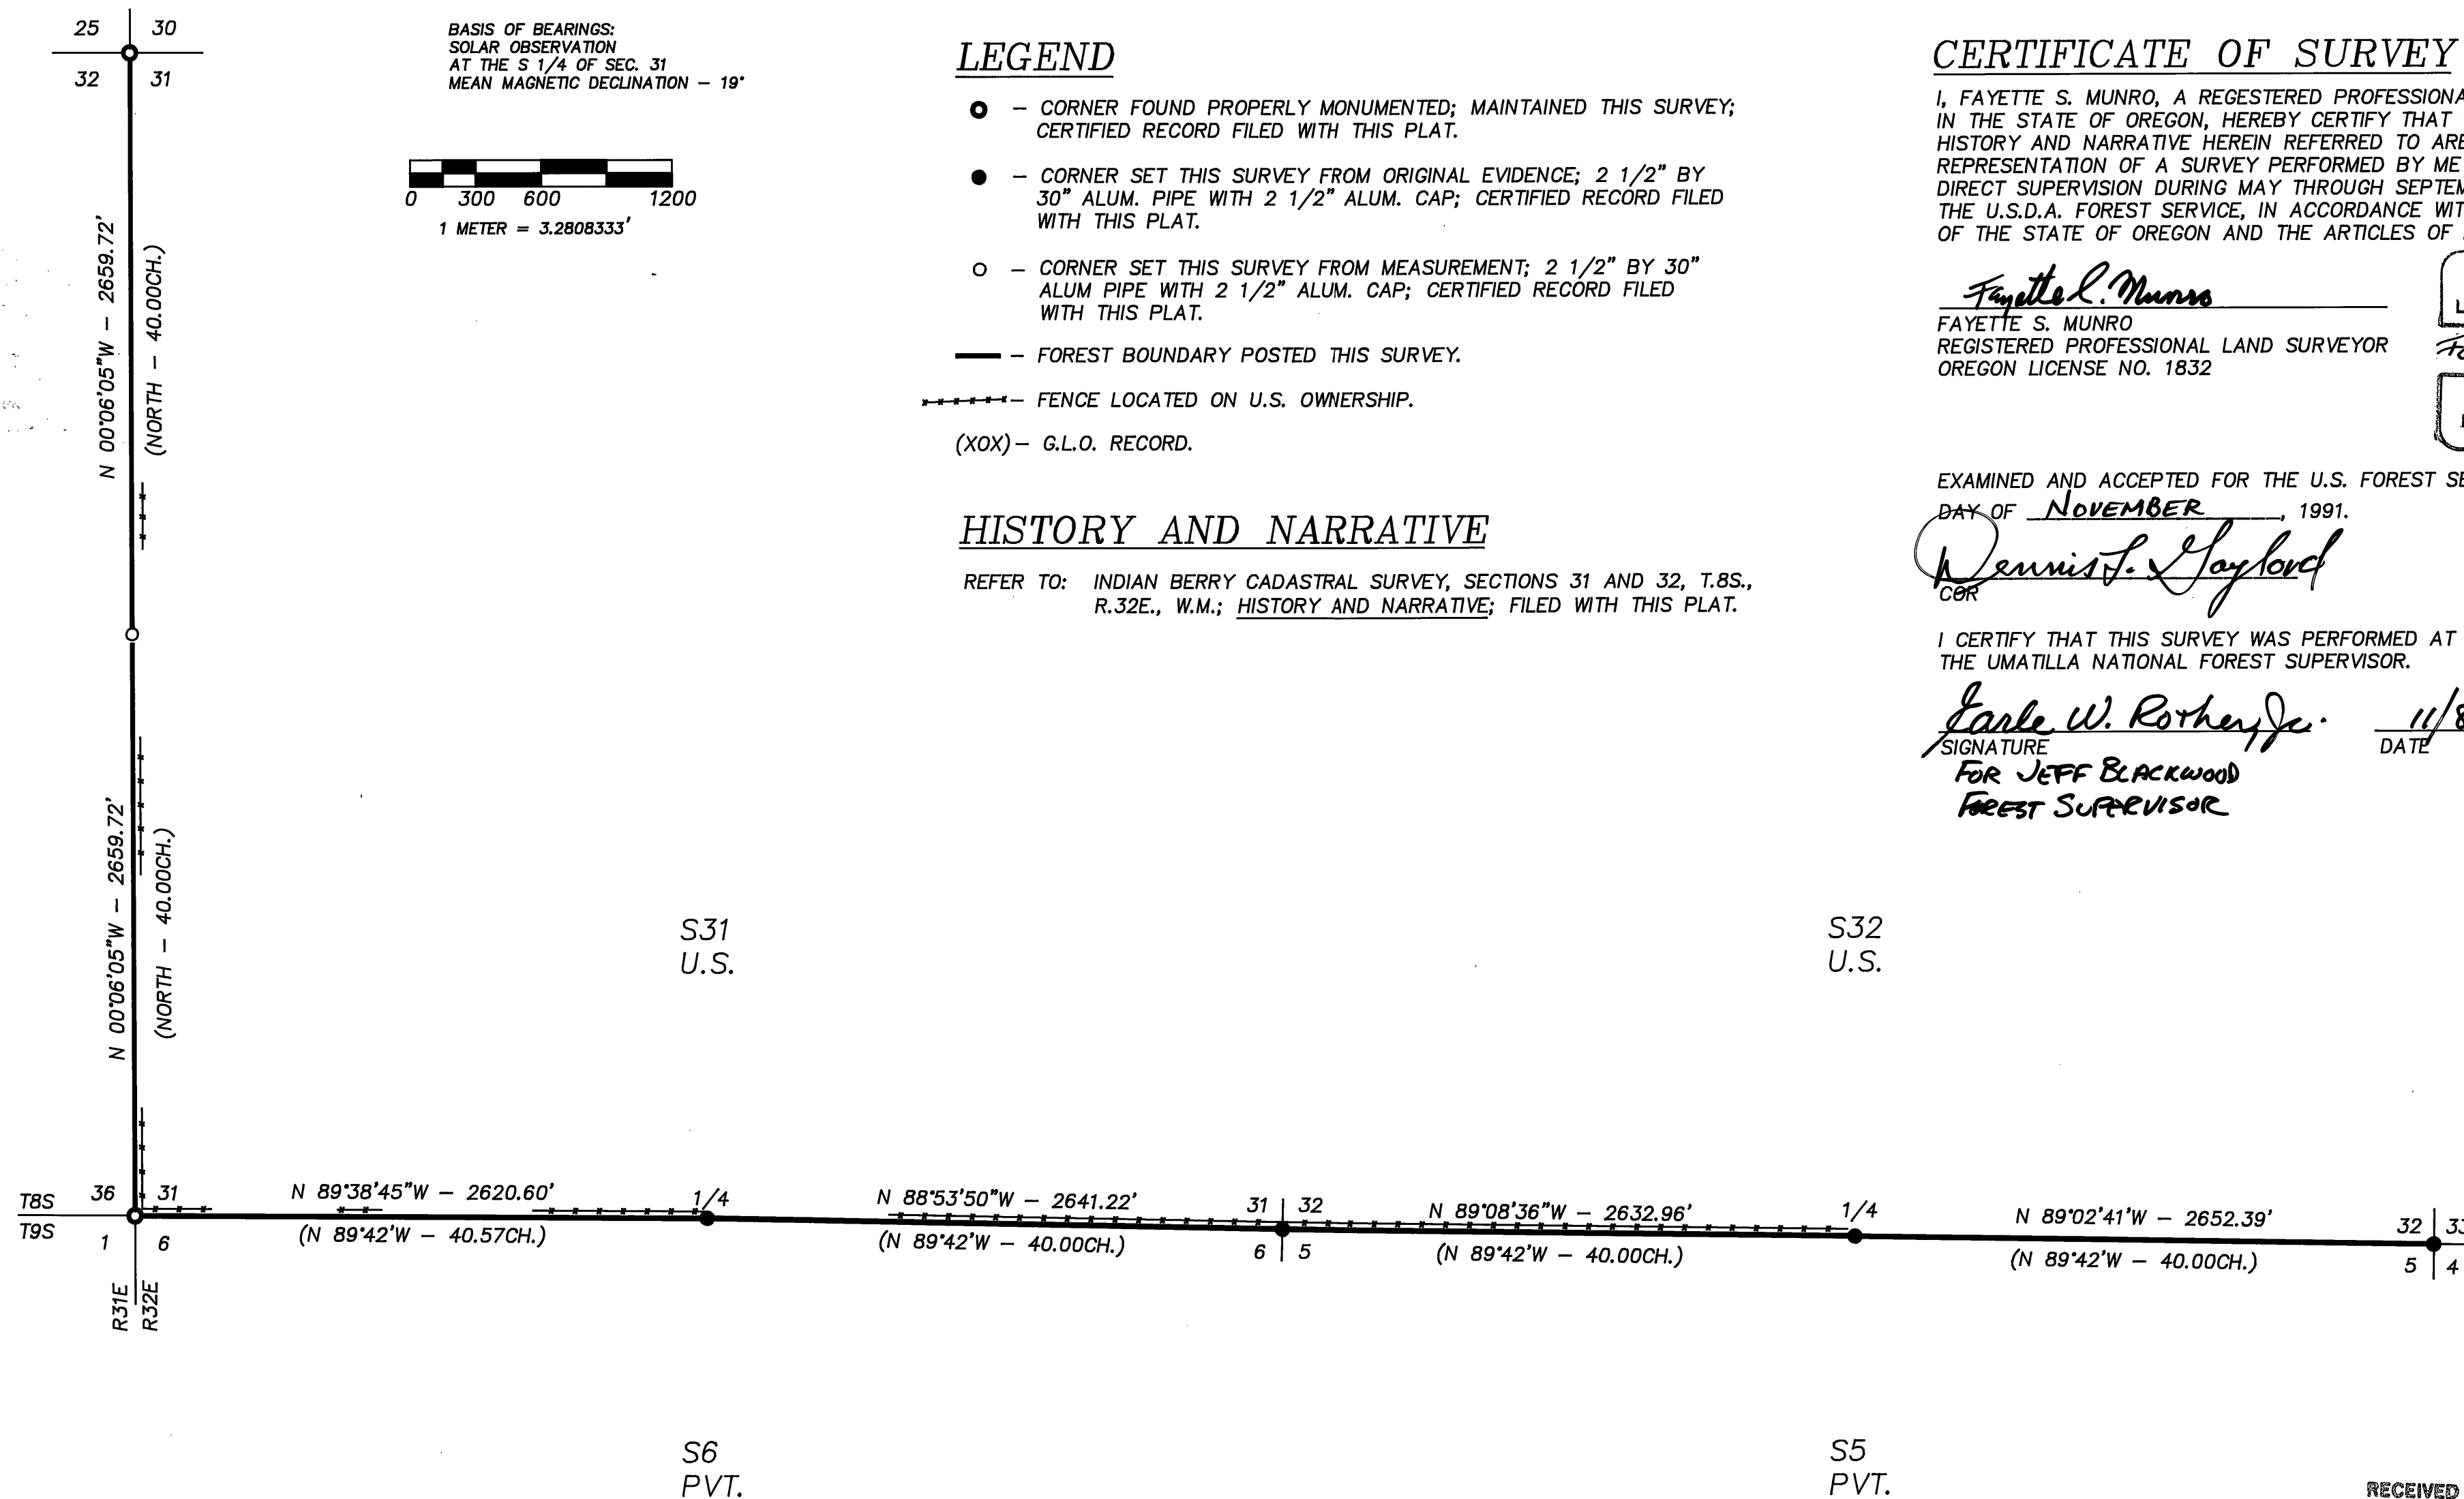 25 30
32 31
BASIS OF BEARINGS:
SOLAR OBSERVATION
AT THE S 1/4 OF SEC. 31
MEAN MAGNETIC DECLINATION – 19°
0 300 600 1200
1 METER = 3.2808333'
N 00°06'05"W – 2659.72'
(NORTH – 40.00CH.)
N 00°06'05"W – 2659.72'
(NORTH – 40.00CH.)
LEGEND
– CORNER FOUND PROPERLY MONUMENTED; MAINTAINED THIS SURVEY;
CERTIFIED RECORD FILED WITH THIS PLAT.
– CORNER SET THIS SURVEY FROM ORIGINAL EVIDENCE; 2 1/2" BY
30" ALUM. PIPE WITH 2 1/2" ALUM. CAP; CERTIFIED RECORD FILED
WITH THIS PLAT.
– CORNER SET THIS SURVEY FROM MEASUREMENT; 2 1/2" BY 30"
ALUM PIPE WITH 2 1/2" ALUM. CAP; CERTIFIED RECORD FILED
WITH THIS PLAT.
– FOREST BOUNDARY POSTED THIS SURVEY.
– FENCE LOCATED ON U.S. OWNERSHIP.
(XOX) – G.L.O. RECORD.
HISTORY AND NARRATIVE
REFER TO: INDIAN BERRY CADASTRAL SURVEY, SECTIONS 31 AND 32, T.8S.,
R.32E., W.M.; HISTORY AND NARRATIVE; FILED WITH THIS PLAT.
CERTIFICATE OF SURVEY
I, FAYETTE S. MUNRO, A REGESTERED PROFESSIONA
IN THE STATE OF OREGON, HEREBY CERTIFY THAT
HISTORY AND NARRATIVE HEREIN REFERRED TO ARE
REPRESENTATION OF A SURVEY PERFORMED BY ME
DIRECT SUPERVISION DURING MAY THROUGH SEPTEM
THE U.S.D.A. FOREST SERVICE, IN ACCORDANCE WIT
OF THE STATE OF OREGON AND THE ARTICLES OF
Fayette S. Munro
FAYETTE S. MUNRO
REGISTERED PROFESSIONAL LAND SURVEYOR
OREGON LICENSE NO. 1832
EXAMINED AND ACCEPTED FOR THE U.S. FOREST SE
DAY OF NOVEMBER, 1991.
Dennis L. Gaylord
COR
I CERTIFY THAT THIS SURVEY WAS PERFORMED AT
THE UMATILLA NATIONAL FOREST SUPERVISOR.
Earle W. Rother, Jr. 11/8
SIGNATURE DATE
FOR JEFF BLACKWOOD
FOREST SUPERVISOR
S31
U.S.
S32
U.S.
T8S 36 31
T9S 1 6
R31E
R32E
N 89°38'45"W – 2620.60'
(N 89°42'W – 40.57CH.)
1/4
N 88°53'50"W – 2641.22'
(N 89°42'W – 40.00CH.)
31 32
6 5
N 89°08'36"W – 2632.96'
(N 89°42'W – 40.00CH.)
1/4
N 89°02'41'W – 2652.39'
(N 89°42'W – 40.00CH.)
32 33
5 4
S6
PVT.
S5
PVT.
RECEIVED